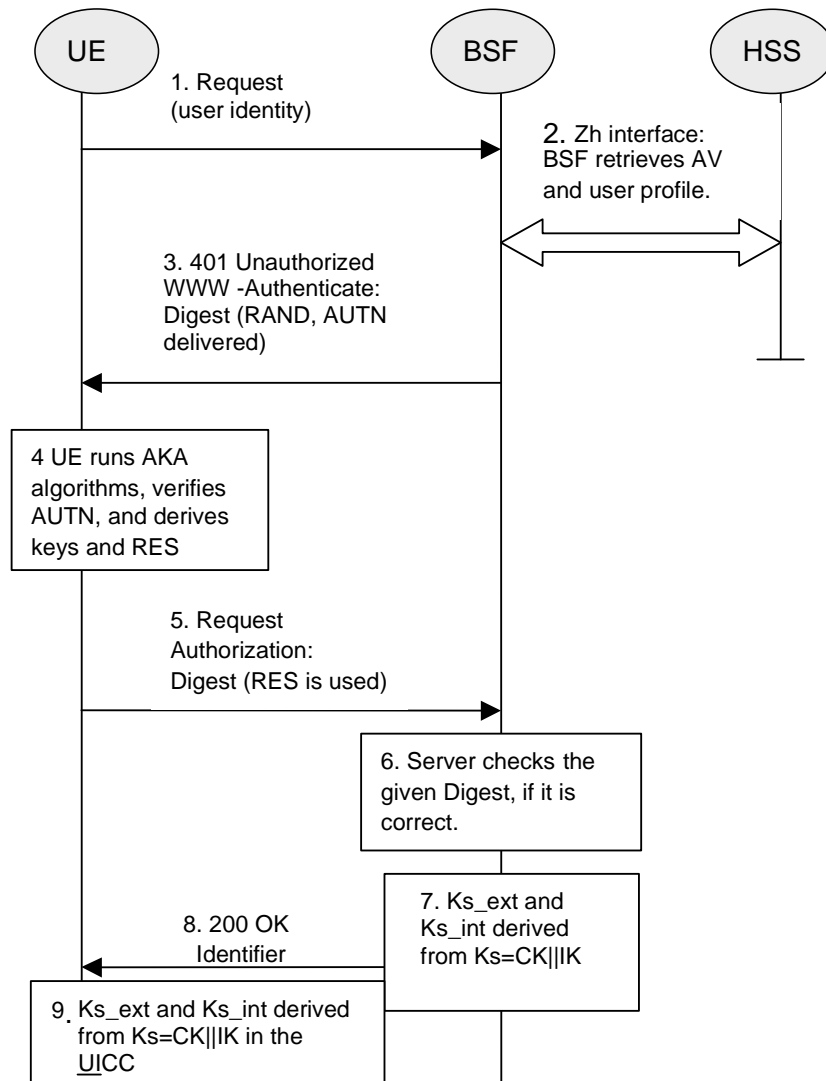 UE
BSF
HSS
1. Request
(user identity)
2. Zh interface:
BSF retrieves AV
and user profile.
3. 401 Unauthorized
WWW -Authenticate:
Digest (RAND, AUTN
delivered)
4 UE runs AKA
algorithms, verifies
AUTN, and derives
keys and RES
5. Request
Authorization:
Digest (RES is used)
6. Server checks the
given Digest, if it is
correct.
7. Ks_ext and
Ks_int derived
from Ks=CK||IK
8. 200 OK
Identifier
9. Ks_ext and Ks_int derived
from Ks=CK||IK in the
UICC